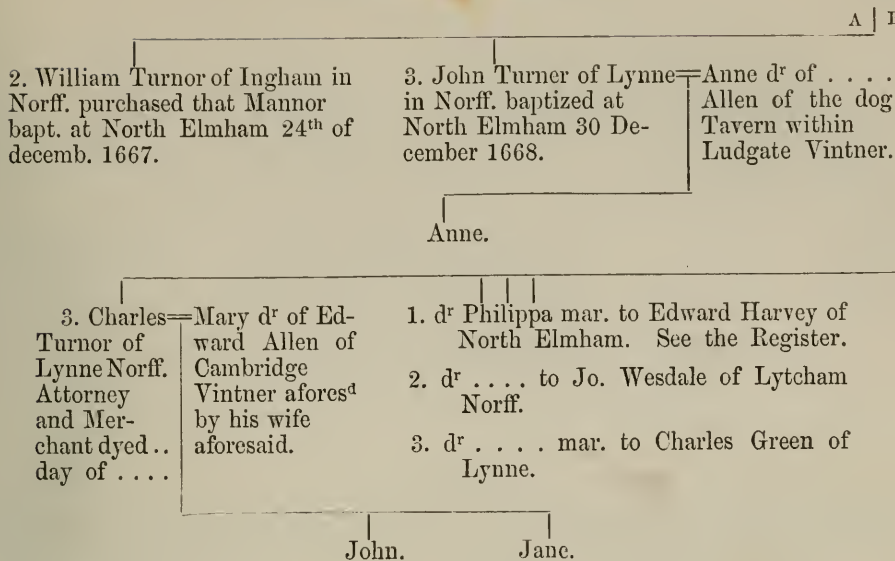 A
2. William Turnor of Ingham in
Norff. purchased that Mannor
bapt. at North Elmham 24th of
decemb. 1667.
3. John Turner of Lynne=Anne dr of . . . .
in Norff. baptized at
North Elmham 30 De-
cember 1668.
Allen of the dog
Tavern within
Ludgate Vintner.
Anne.
3. Charles=Mary dr of Ed-
Turnor of
Lynne Norff.
Attorney
and Mer-
chant dyed ..
day of . . . .
ward Allen of
Cambridge
Vintner aforesd
by his wife
aforesaid.
1. dr Philippa mar. to Edward Harvey of
North Elmham. See the Register.
2. dr . . . . to Jo. Wesdale of Lytcham
Norff.
3. dr . . . . mar. to Charles Green of
Lynne.
John.
Jane.